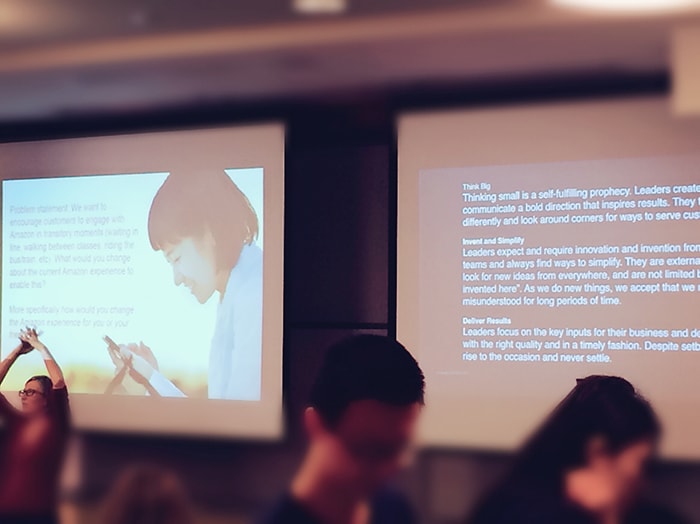 Problem statement: We want to
encourage customers to engage with
Amazon in transitory moments (waiting in
line, walking between classes, riding the
bus/train, etc). What would you change
about the current Amazon experience to
enable this?
More specifically how would you change
the Amazon experience for you or your
Think Big
Thinking small is a self-fulfilling prophecy. Leaders create
communicate a bold direction that inspires results. They
differently and look around corners for ways to serve cus
Invent and Simplify
Leaders expect and require innovation and invention from
teams and always find ways to simplify. They are externa
look for new ideas from everywhere, and are not limited b
invented here". As we do new things, we accept that we
misunderstood for long periods of time.
Deliver Results
Leaders focus on the key inputs for their business and de
with the right quality and in a timely fashion. Despite setb
rise to the occasion and never settle.